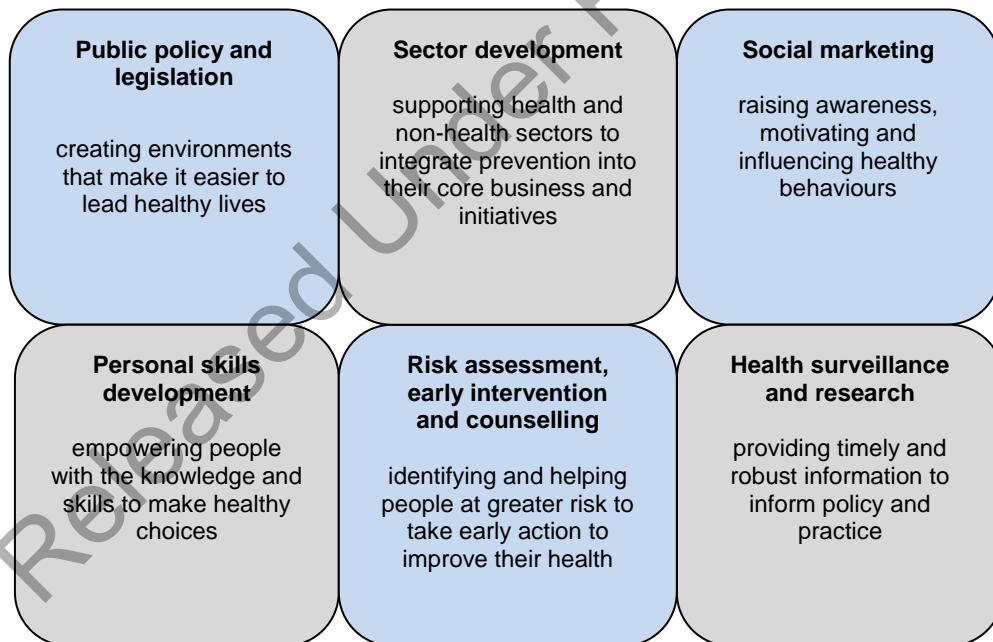 Public policy and
legislation
creating environments
that make it easier to
lead healthy lives
Sector development
supporting health and
non-health sectors to
integrate prevention into
their core business and
initiatives
Social marketing
raising awareness,
motivating and
influencing healthy
behaviours
Personal skills
development
empowering people
with the knowledge and
skills to make healthy
choices
Risk assessment,
early intervention
and counselling
identifying and helping
people at greater risk to
take early action to
improve their health
Health surveillance
and research
providing timely and
robust information to
inform policy and
practice
Released Under